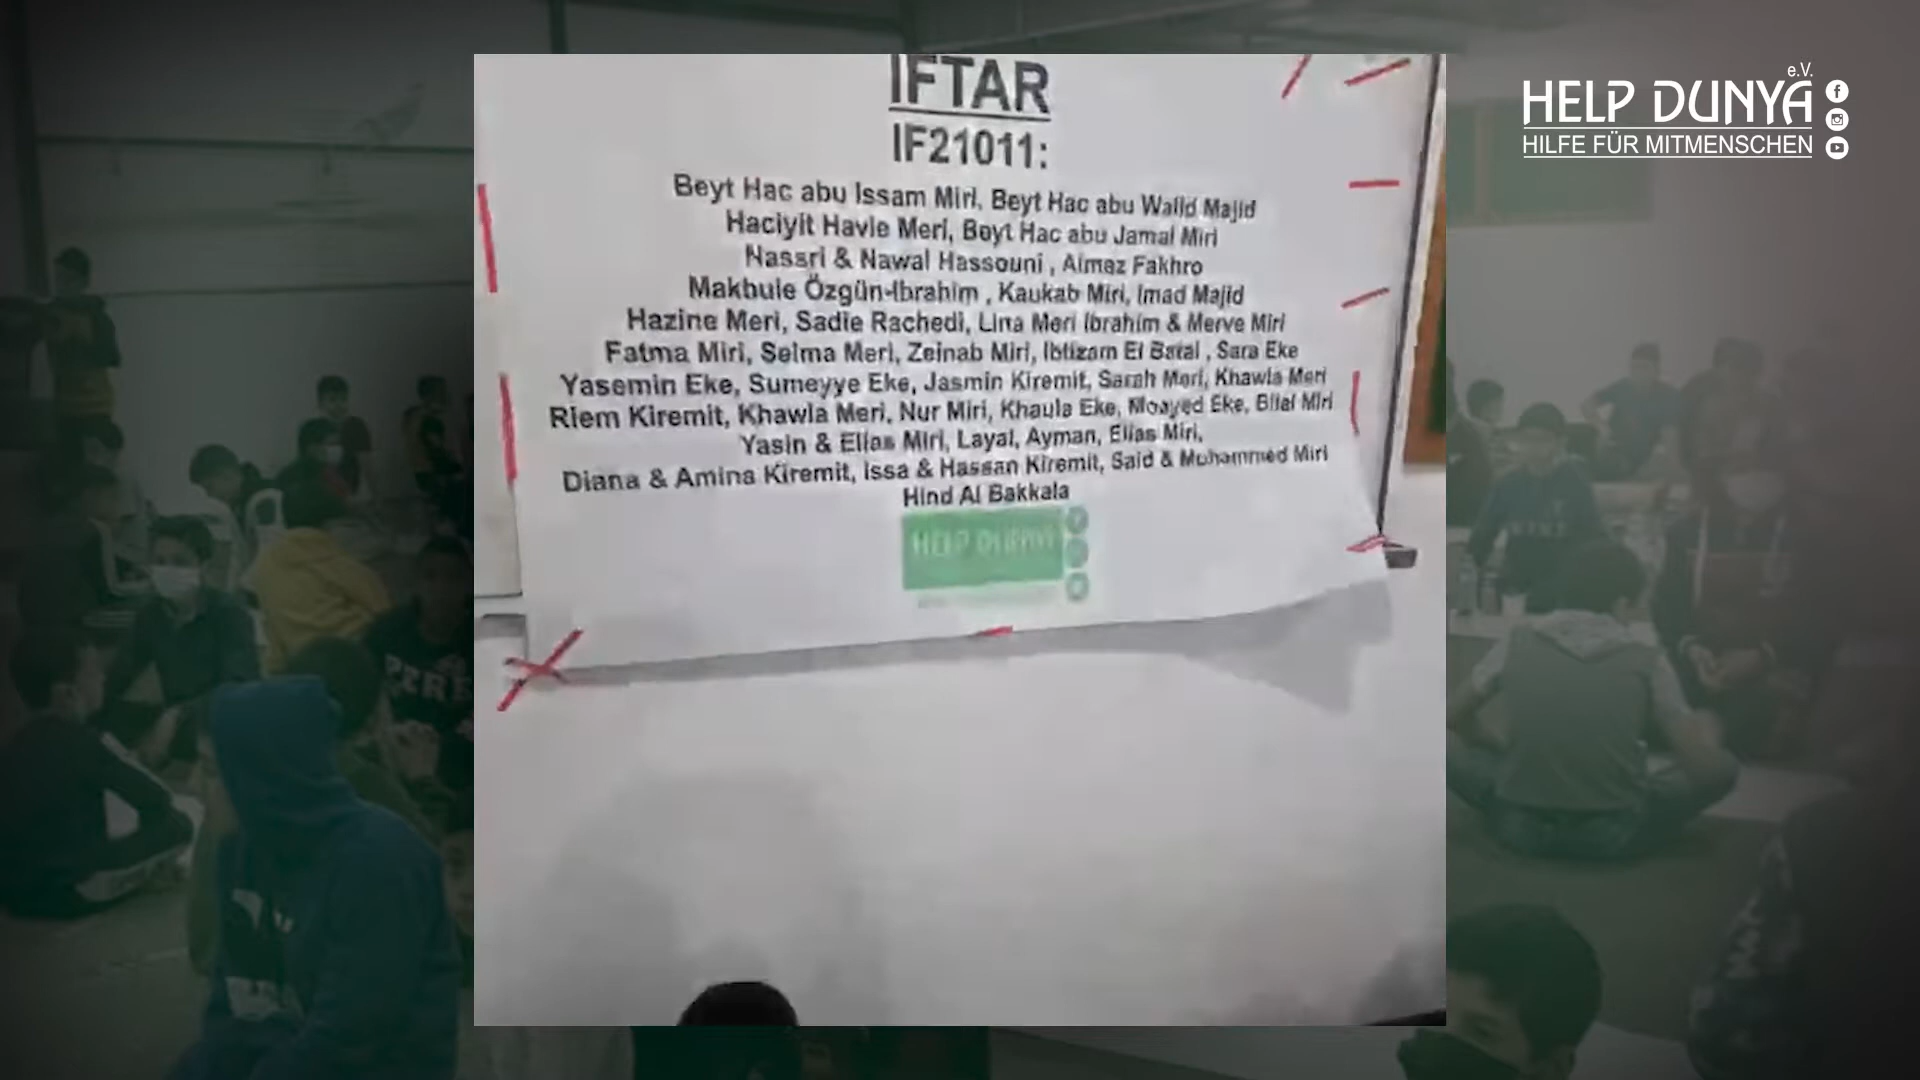 IFTAR
IF21011:
Beyt Hac abu Issam Miri, Beyt Hac abu Walid Majid
Haciyit Havle Meri, Beyt Hac abu Jamal Miri
Nassri & Nawal Hassouni , Almaz Fakhro
Makbule Özgün-Ibrahim , Kaukab Miri, Imad Majid
Hazine Meri, Sadie Rachedi, Lina Meri Ibrahim & Merve Miri
Fatma Miri, Selma Meri, Zeinab Miri, Ibtizam El Batal , Sara Eke
Yasemin Eke, Sumeyye Eke, Jasmin Kiremit, Sarah Meri, Khawla Meri
Riem Kiremit, Khawla Meri, Nur Miri, Khaula Eke, Moayed Eke, Bilal Miri
Yasin & Elias Miri, Layal, Ayman, Elias Miri,
Diana & Amina Kiremit, Issa & Hassan Kiremit, Said & Mohammed Miri
Hind Al Bakkala
HELP DUNYA
HELP DUNYA e.V.
HILFE FÜR MITMENSCHEN